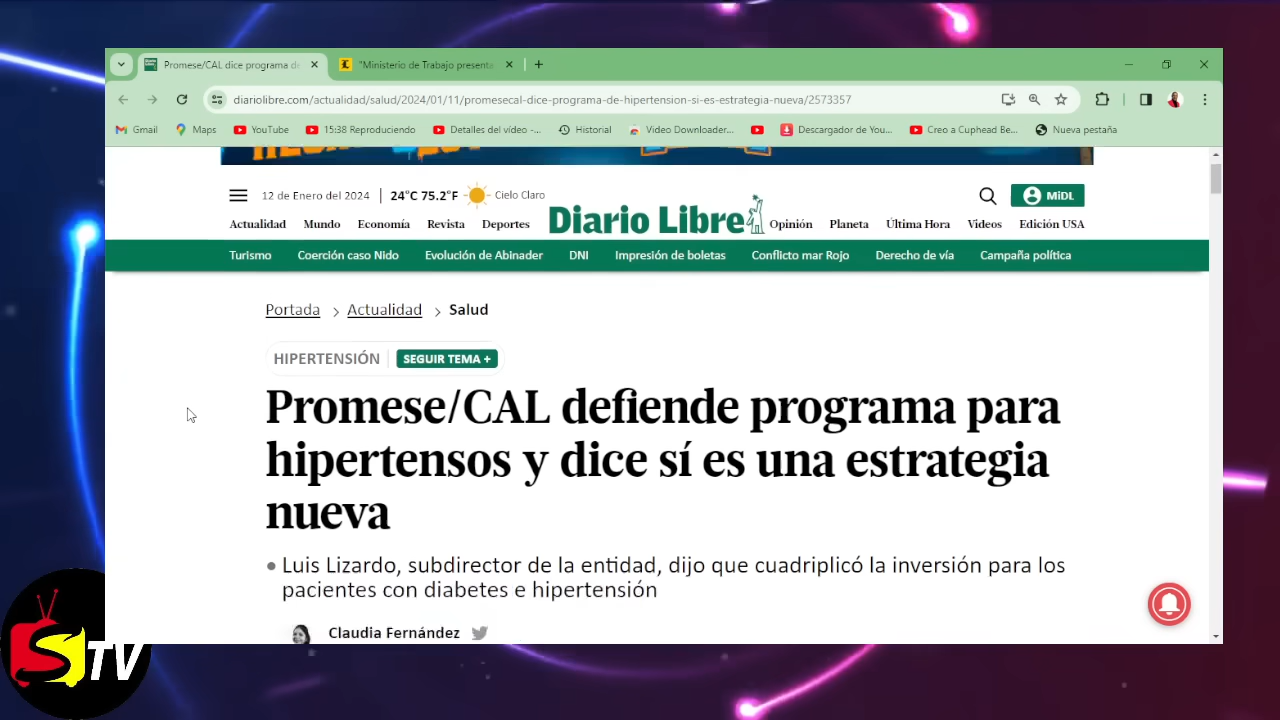 Promese/CAL dice programa de
"Ministerio de Trabajo presenta
diariolibre.com/actualidad/salud/2024/01/11/promesecal-dice-programa-de-hipertension-si-es-estrategia-nueva/2573357
Gmail Maps YouTube 15:38 Reproduciendo Detalles del vídeo -... Historial Video Downloader... Descargador de You... Creo a Cuphead Be... Nueva pestaña
12 de Enero del 2024 24°C 75.2°F Cielo Claro MiDL
Diario Libre
Actualidad Mundo Economía Revista Deportes Opinión Planeta Última Hora Videos Edición USA
Turismo Coerción caso Nido Evolución de Abinader DNI Impresión de boletas Conflicto mar Rojo Derecho de vía Campaña política
Portada > Actualidad > Salud
HIPERTENSIÓN SEGUIR TEMA +
Promese/CAL defiende programa para
hipertensos y dice sí es una estrategia
nueva
• Luis Lizardo, subdirector de la entidad, dijo que cuadriplicó la inversión para los
pacientes con diabetes e hipertensión
Claudia Fernández
S TV